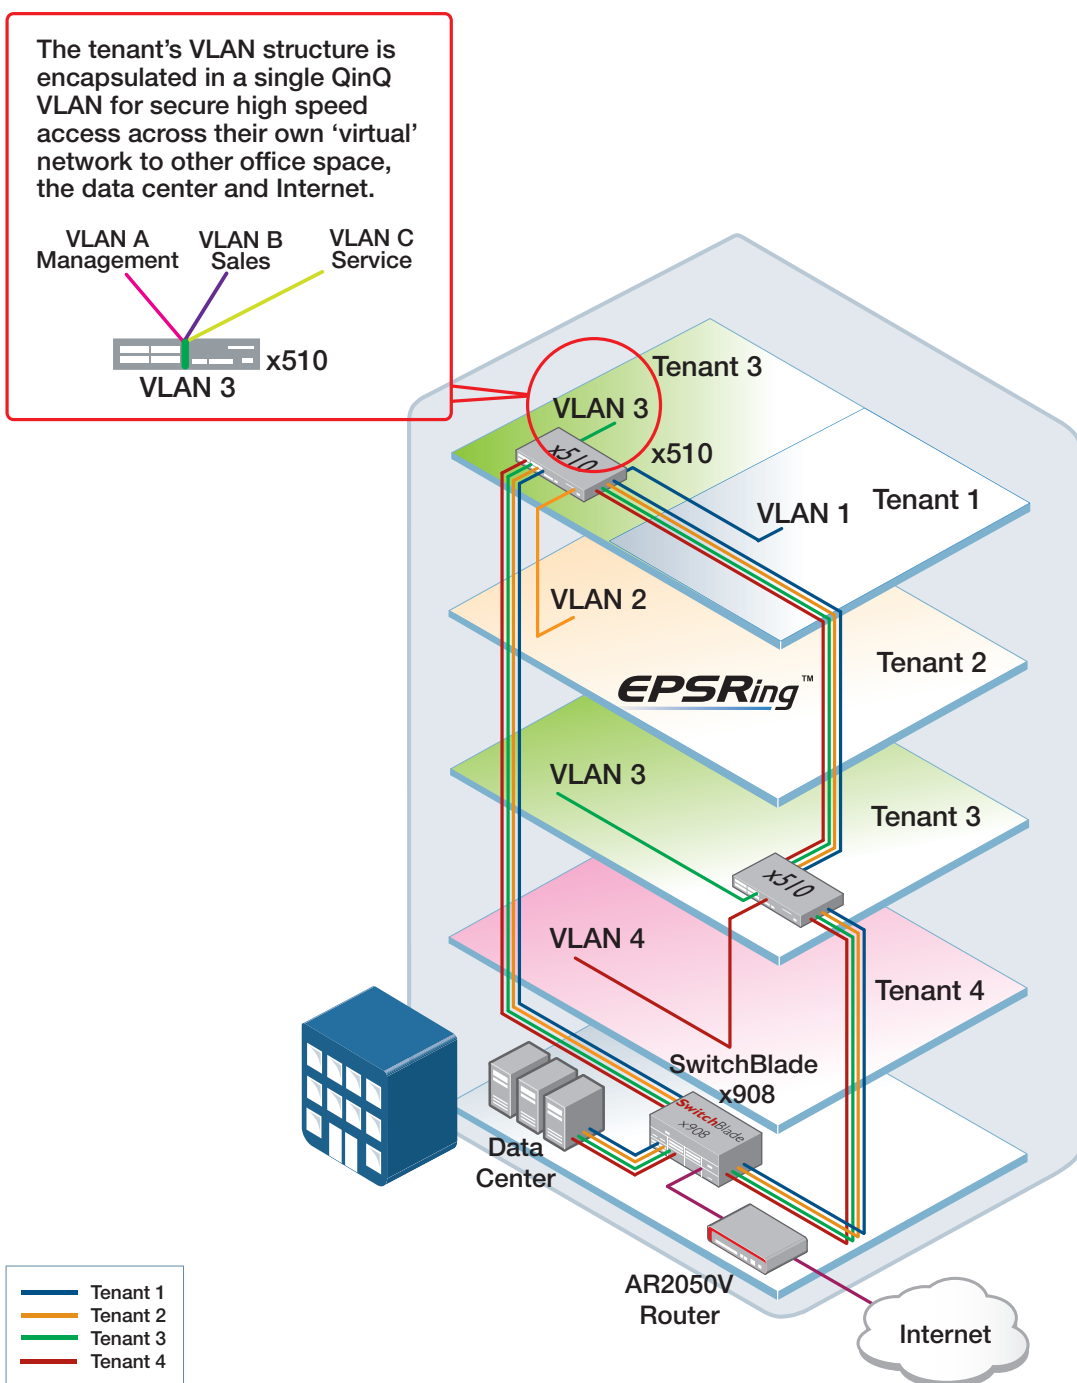 The tenant’s VLAN structure is
encapsulated in a single QinQ
VLAN for secure high speed
access across their own ‘virtual’
network to other office space,
the data center and Internet.
VLAN A
Management
VLAN B
Sales
VLAN C
Service
x510
VLAN 3
Tenant 3
VLAN 3
x510
x510
Tenant 1
VLAN 1
VLAN 2
Tenant 2
EPSRing™
VLAN 3
Tenant 3
x510
VLAN 4
Tenant 4
SwitchBlade
x908
SwitchBlade
x908
Data
Center
AR2050V
Router
Internet
Tenant 1
Tenant 2
Tenant 3
Tenant 4